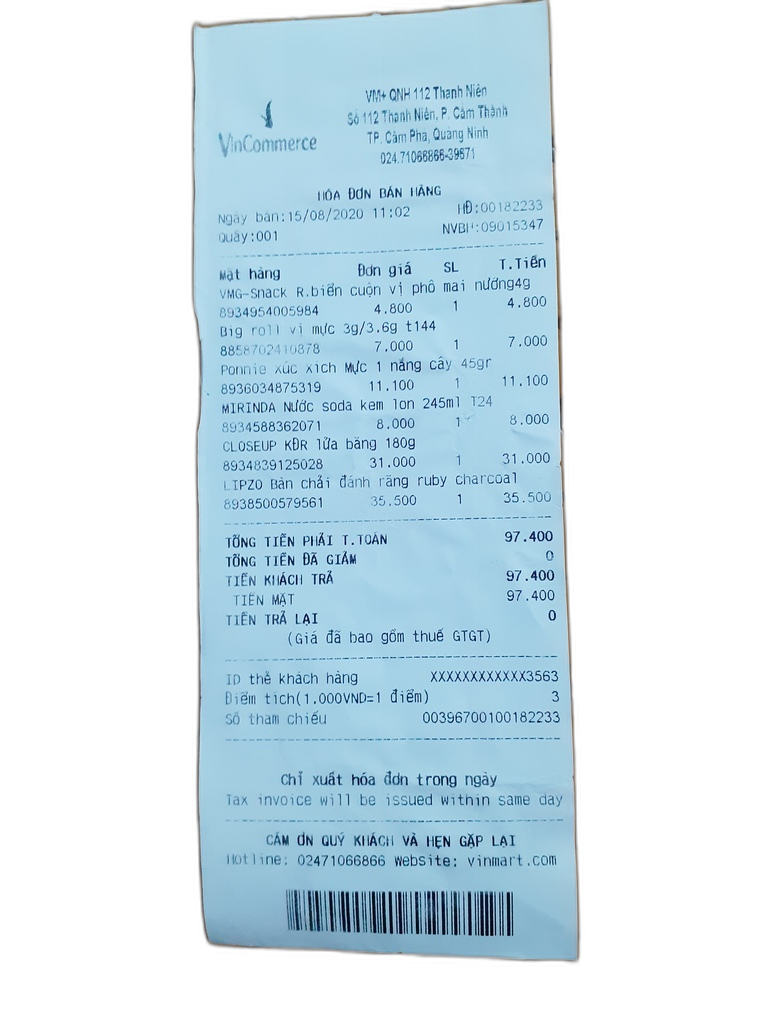 VinCommerce
VM+ QNH 112 Thanh Niên
Số 112 Thanh Niên, P. Cẩm Thành
TP. Cẩm Phả, Quảng Ninh
024.71066866-39671
HÓA ĐƠN BÁN HÀNG
Ngày bán:15/08/2020 11:02 HĐ:00182233
Quầy:001 NVBH:09015347
Mặt hàng Đơn giá SL T.Tiền
VMG-Snack R.biển cuộn vị phô mai nướng4g
8934954005984 4.800 1 4.800
Big roll vị mực 3g/3.6g t144
8858702410878 7.000 1 7.000
Ponnie xúc xích Mực 1 nắng cây 45gr
8936034875319 11.100 1 11.100
MIRINDA Nước soda kem lon 245ml T24
8934588362071 8.000 1 8.000
CLOSEUP KĐR lửa băng 180g
8934839125028 31.000 1 31.000
LIPZO Bàn chải đánh răng ruby charcoal
8938500579561 35.500 1 35.500
TỔNG TIỀN PHẢI T.TOÁN 97.400
TỔNG TIỀN ĐÃ GIẢM 0
TIỀN KHÁCH TRẢ 97.400
TIỀN MẶT 97.400
TIỀN TRẢ LẠI 0
(Giá đã bao gồm thuế GTGT)
ID thẻ khách hàng XXXXXXXXXXXX3563
Điểm tích(1.000VND=1 điểm) 3
Số tham chiếu 00396700100182233
Chỉ xuất hóa đơn trong ngày
Tax invoice will be issued within same day
CẢM ƠN QUÝ KHÁCH VÀ HẸN GẶP LẠI
Hotline: 02471066866 Website: vinmart.com